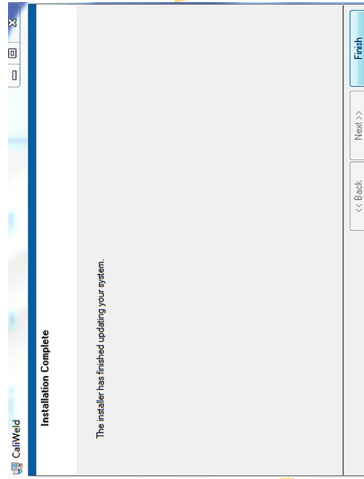 CaliWeld
Installation Complete
The installer has finished updating your system.
<< Back
Next >>
Finish